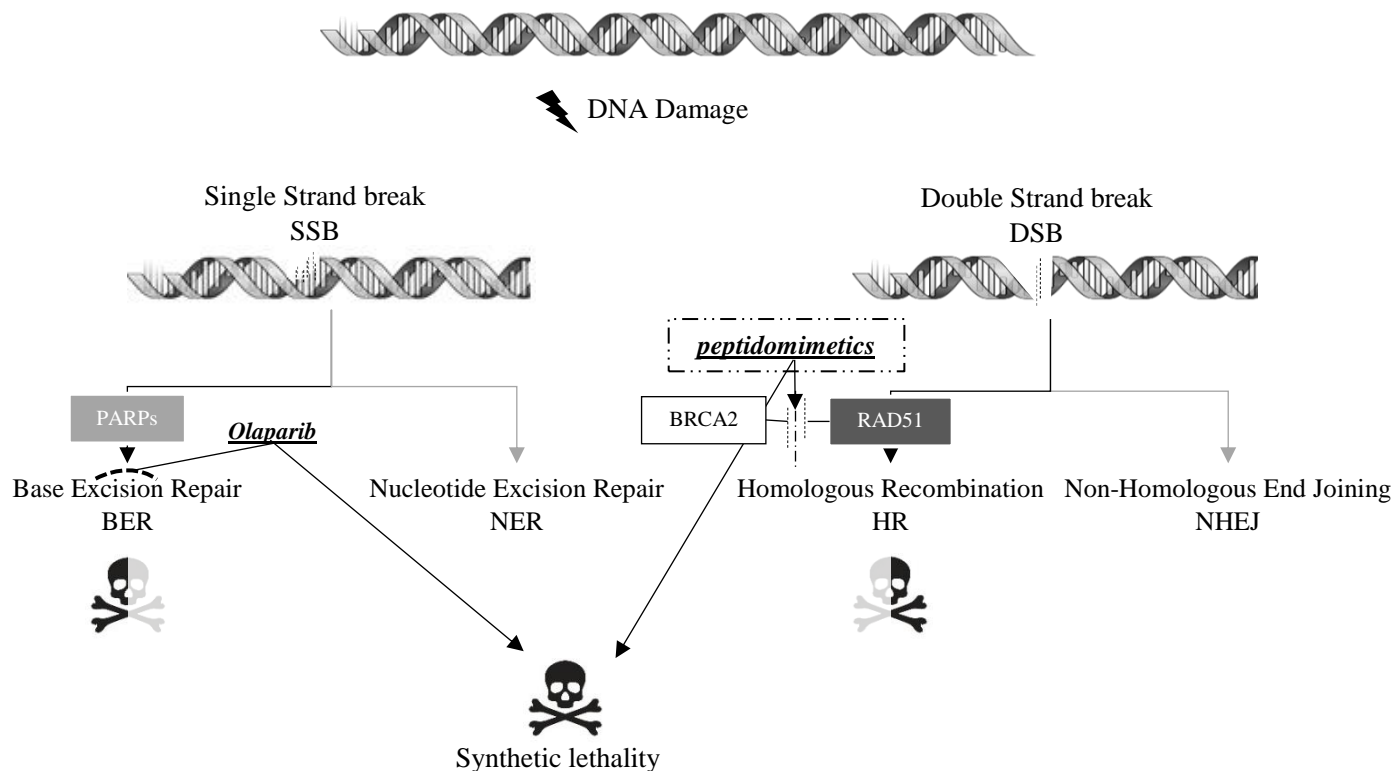 DNA Damage
Single Strand break
SSB
Double Strand break
DSB
peptidomimetics
PARPs
Olaparib
BRCA2
RAD51
Base Excision Repair
BER
Nucleotide Excision Repair
NER
Homologous Recombination
HR
Non-Homologous End Joining
NHEJ
Synthetic lethality